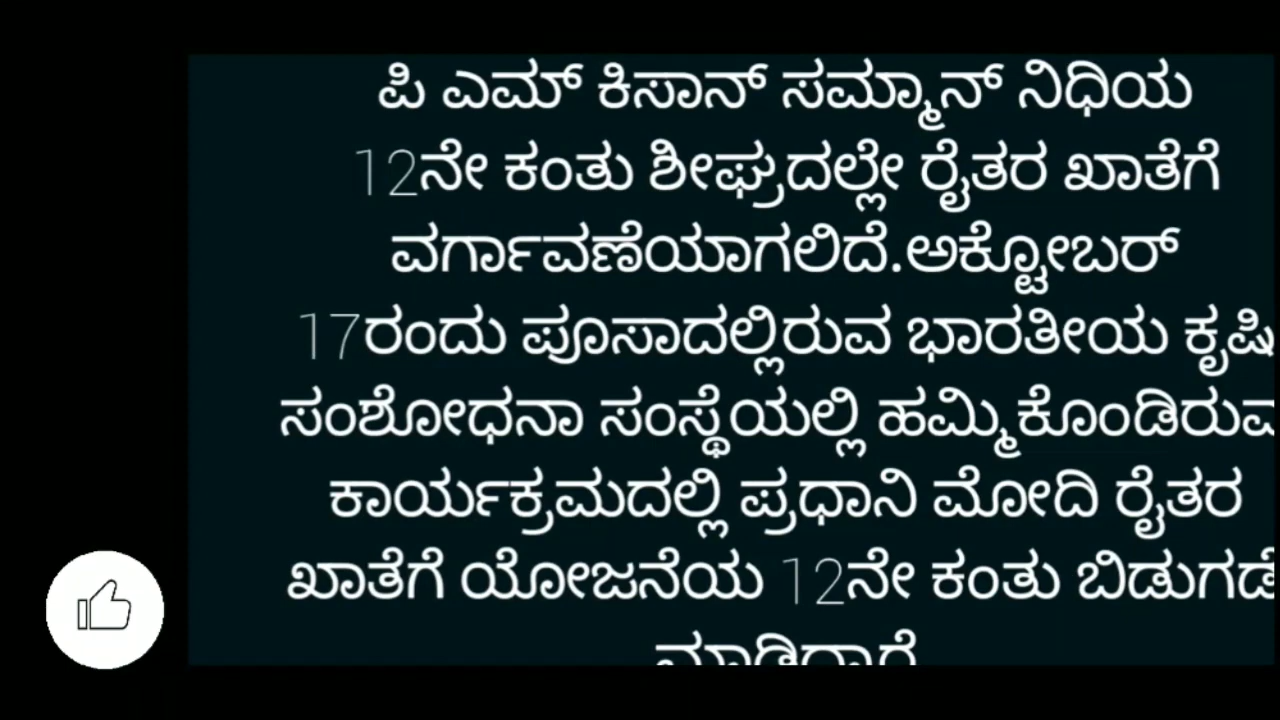 ಪಿ ಎಮ್ ಕಿಸಾನ್ ಸಮ್ಮಾನ್ ನಿಧಿಯ
12ನೇ ಕಂತು ಶೀಘ್ರದಲ್ಲೇ ರೈತರ ಖಾತೆಗೆ
ವರ್ಗಾವಣೆಯಾಗಲಿದೆ.ಅಕ್ಟೋಬರ್
17ರಂದು ಪೂಸಾದಲ್ಲಿರುವ ಭಾರತೀಯ ಕೃಷಿ
ಸಂಶೋಧನಾ ಸಂಸ್ಥೆಯಲ್ಲಿ ಹಮ್ಮಿಕೊಂಡಿರುವ
ಕಾರ್ಯಕ್ರಮದಲ್ಲಿ ಪ್ರಧಾನಿ ಮೋದಿ ರೈತರ
ಖಾತೆಗೆ ಯೋಜನೆಯ 12ನೇ ಕಂತು ಬಿಡುಗಡೆ